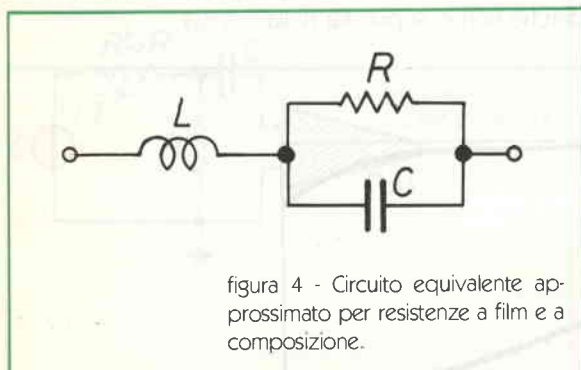 R
L
C
figura 4 - Circuito equivalente ap-
prossimato per resistenze a film e a
composizione.